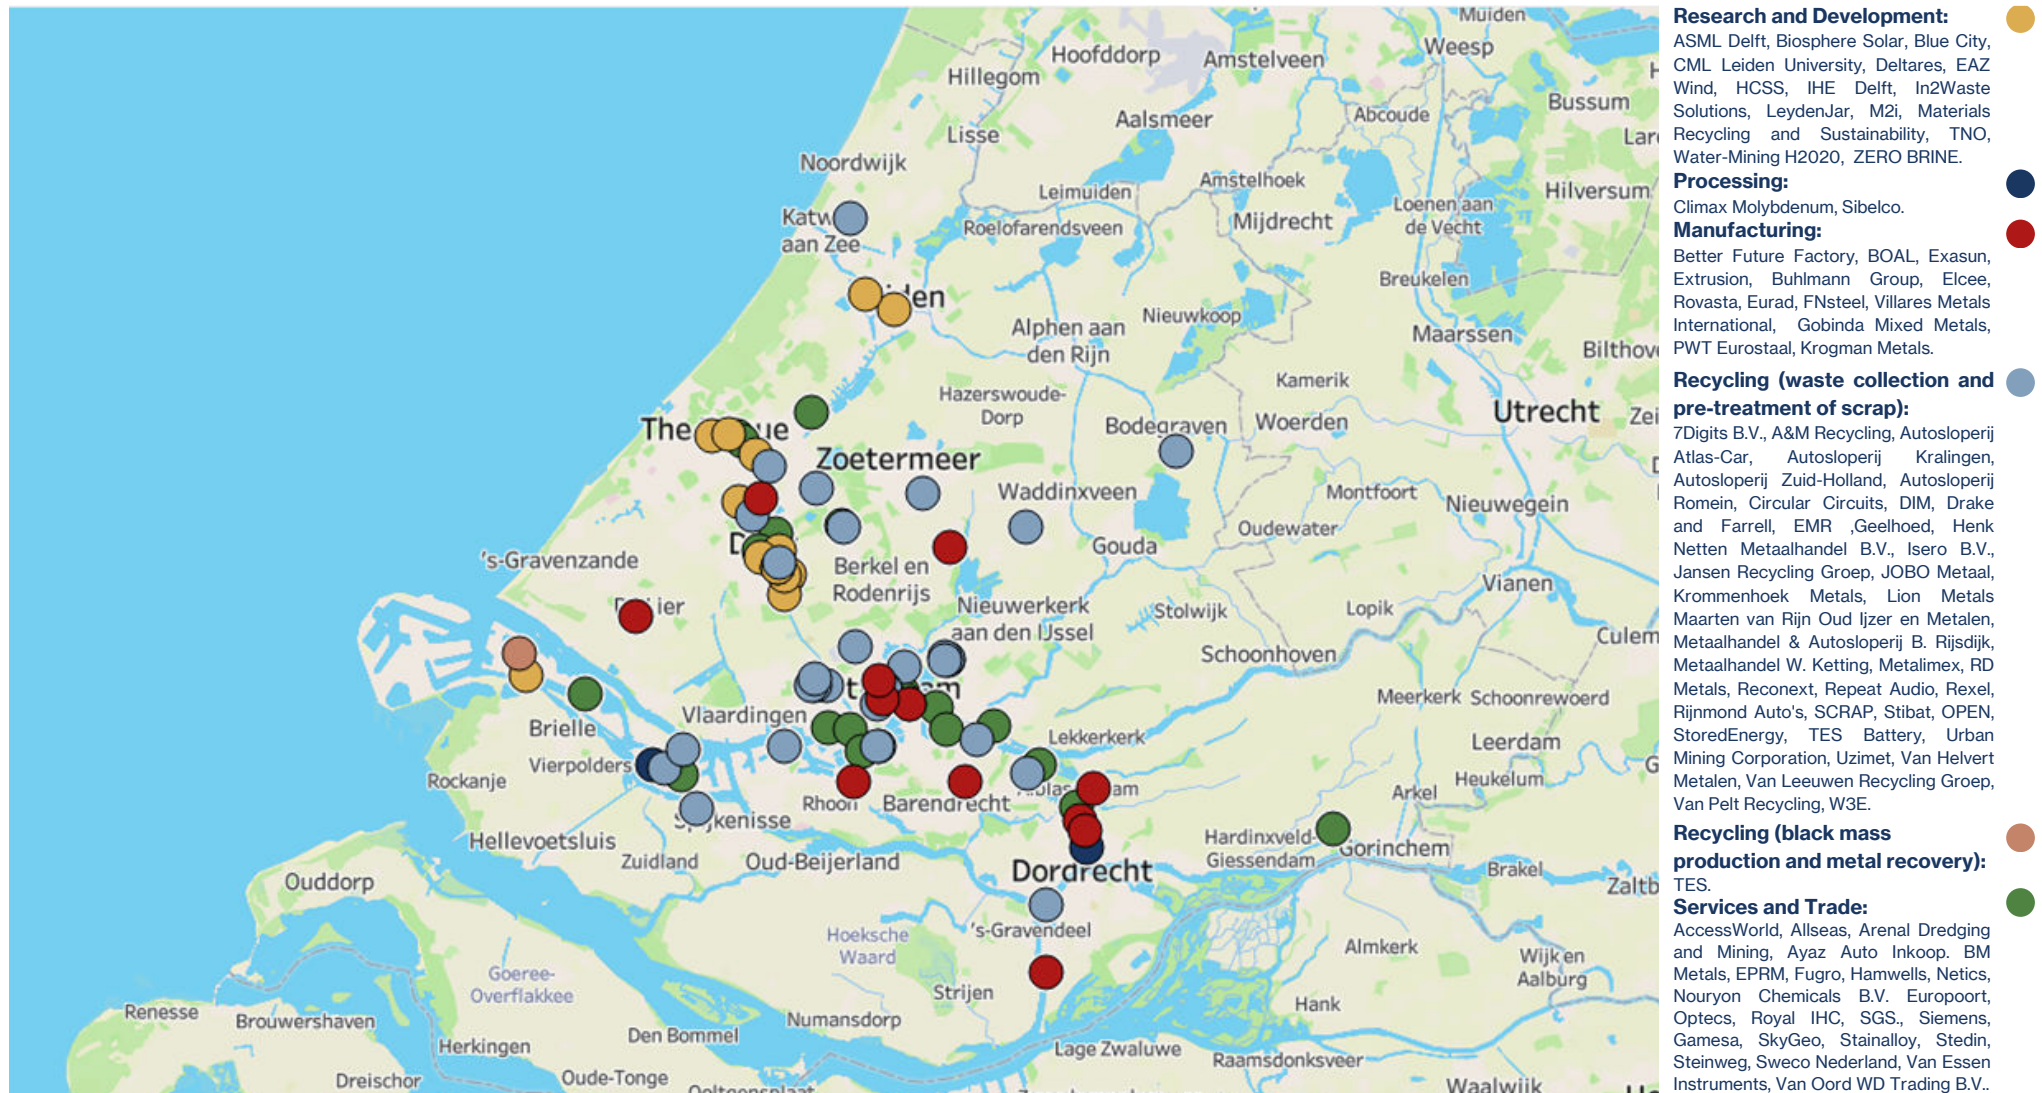 Muiden
Hoofddorp
Amstelveen
Weesp
Hillegom
Bussum
Aalsmeer
Abcoude
Lisse
Noordwijk
Leimuiden
Amstelhoek
Hilversum
Loenen aan
de Vecht
Katw
aan Zee
Roelofarendsveen
Mijdrecht
Breukelen
Nieuwkoop
Alphen aan
den Rijn
Maarssen
Bilthov
Kamerik
Hazerswoude-
Dorp
Utrecht
Zei
Bodegraven
Woerden
The
ue
Zoetermeer
Waddinxveen
Montfoort
Nieuwegein
Oudewater
Gouda
's-Gravenzande
Berkel en
Rodenrijs
Vianen
Nieuwerkerk
aan den IJssel
Stolwijk
Lopik
Culem
Schoonhoven
Meerkerk
Schoonrewoerd
Vlaardingen
Brielle
Lekkerkerk
Leerdam
Vierpolders
Rockanje
Heukelum
Arkel
Rhoon
Barendrecht
Spijkenisse
Hellevoetsluis
Zuidland
Oud-Beijerland
Hardinxveld-
Giessendam
Gorinchem
Dordrecht
Brakel
Zaltb
Ouddorp
's-Gravendeel
Hoeksche
Waard
Almkerk
Wijk en
Aalburg
Goeree-
Overflakkee
Strijen
Hank
Renesse
Brouwershaven
Numansdorp
Den Bommel
Herkingen
Lage Zwaluwe
Raamsdonksveer
Dreischor
Oude-Tonge
Ooltgensplaat
Waalwijk
Research and Development:
ASML Delft, Biosphere Solar, Blue City,
CML Leiden University, Deltares, EAZ
Wind, HCSS, IHE Delft, In2Waste
Solutions, LeydenJar, M2i, Materials
Recycling and Sustainability, TNO,
Water-Mining H2020, ZERO BRINE.
Processing:
Climax Molybdenum, Sibelco.
Manufacturing:
Better Future Factory, BOAL, Exasun,
Extrusion, Buhlmann Group, Elcee,
Rovasta, Eurad, FNsteel, Villares Metals
International, Gobinda Mixed Metals,
PWT Eurostaal, Krogman Metals.
Recycling (waste collection and
pre-treatment of scrap):
7Digits B.V., A&M Recycling, Autosloperij
Atlas-Car, Autosloperij Kralingen,
Autosloperij Zuid-Holland, Autosloperij
Romein, Circular Circuits, DIM, Drake
and Farrell, EMR ,Geelhoed, Henk
Netten Metaalhandel B.V., Isero B.V.,
Jansen Recycling Groep, JOBO Metaal,
Krommenhoek Metals, Lion Metals
Maarten van Rijn Oud Ijzer en Metalen,
Metaalhandel & Autosloperij B. Rijsdijk,
Metaalhandel W. Ketting, Metalimex, RD
Metals, Reconext, Repeat Audio, Rexel,
Rijnmond Auto's, SCRAP, Stibat, OPEN,
StoredEnergy, TES Battery, Urban
Mining Corporation, Uzimet, Van Helvert
Metalen, Van Leeuwen Recycling Groep,
Van Pelt Recycling, W3E.
Recycling (black mass
production and metal recovery):
TES.
Services and Trade:
AccessWorld, Allseas, Arenal Dredging
and Mining, Ayaz Auto Inkoop. BM
Metals, EPRM, Fugro, Hamwells, Netics,
Nouryon Chemicals B.V. Europoort,
Optecs, Royal IHC, SGS., Siemens,
Gamesa, SkyGeo, Stainalloy, Stedin,
Steinweg, Sweco Nederland, Van Essen
Instruments, Van Oord WD Trading B.V..